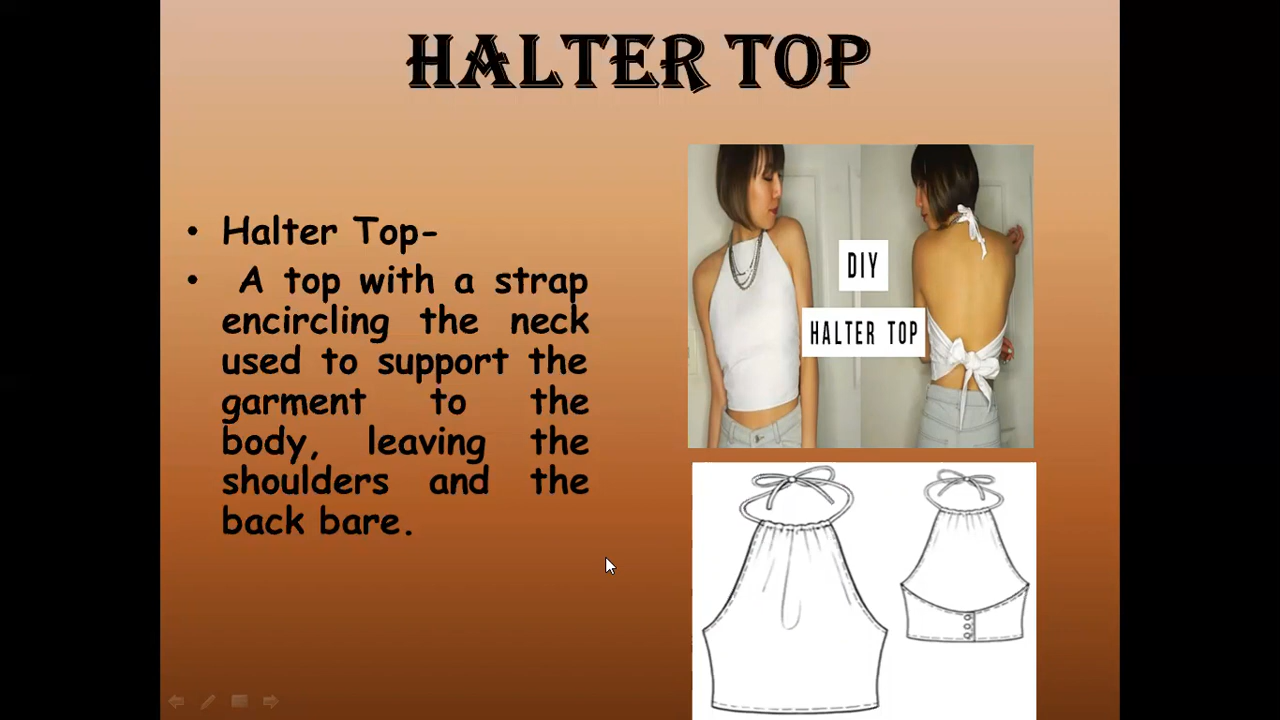 HALTER TOP
• Halter Top-
• A top with a strap
encircling the neck
used to support the
garment to the
body, leaving the
shoulders and the
back bare.
DIY
HALTER TOP